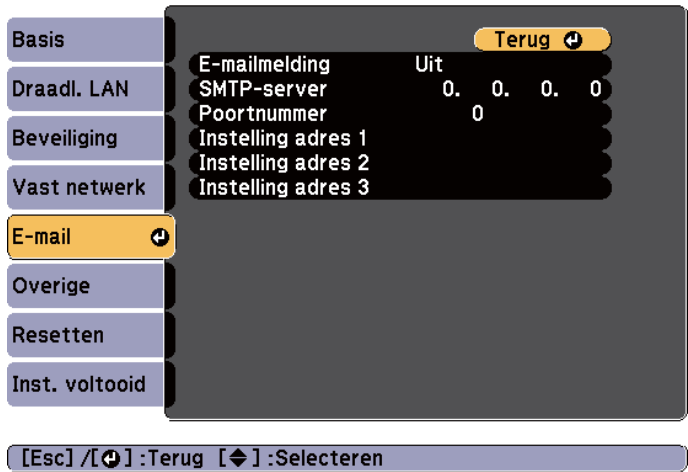 Basis
Draadl. LAN
Beveiliging
Vast netwerk
E-mail
Overige
Resetten
Inst. voltooid
Terug
E-mailmelding Uit
SMTP-server 0. 0. 0. 0
Poortnummer 0
Instelling adres 1
Instelling adres 2
Instelling adres 3
[Esc] /[⏎] :Terug [◆] :Selecteren